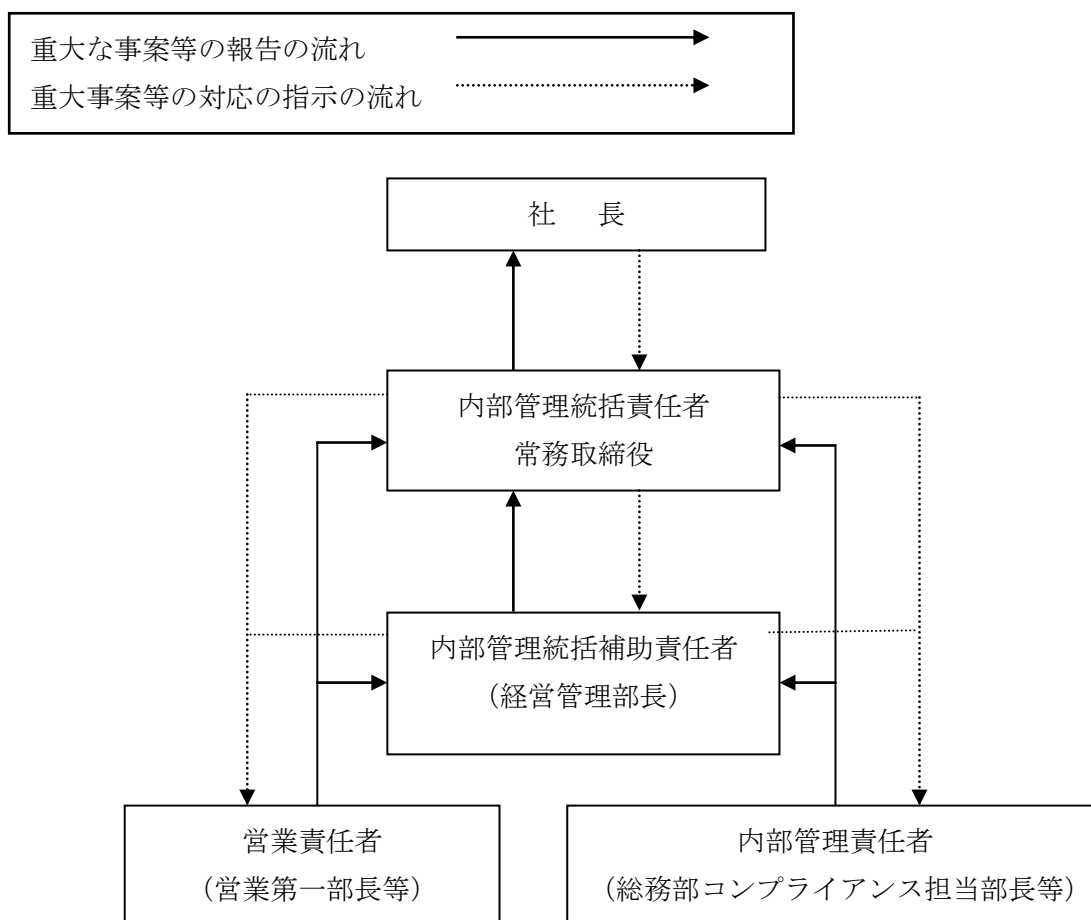 重大な事案等の報告の流れ
重大事案等の対応の指示の流れ
社　長
内部管理統括責任者
常務取締役
内部管理統括補助責任者
（経営管理部長）
営業責任者
（営業第一部長等）
内部管理責任者
（総務部コンプライアンス担当部長等）